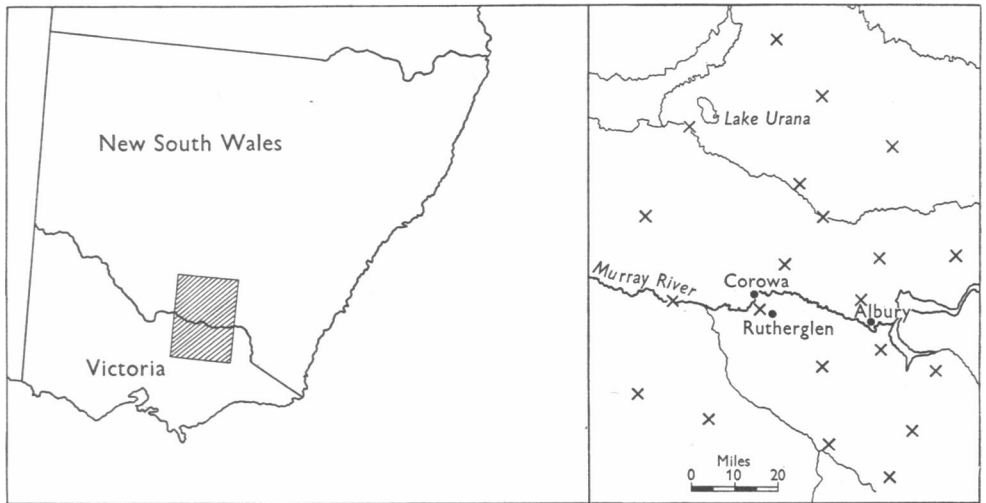 New South Wales
Victoria
Lake Urana
Murray River
Corowa
Rutherglen
Albury
Miles
0 10 20